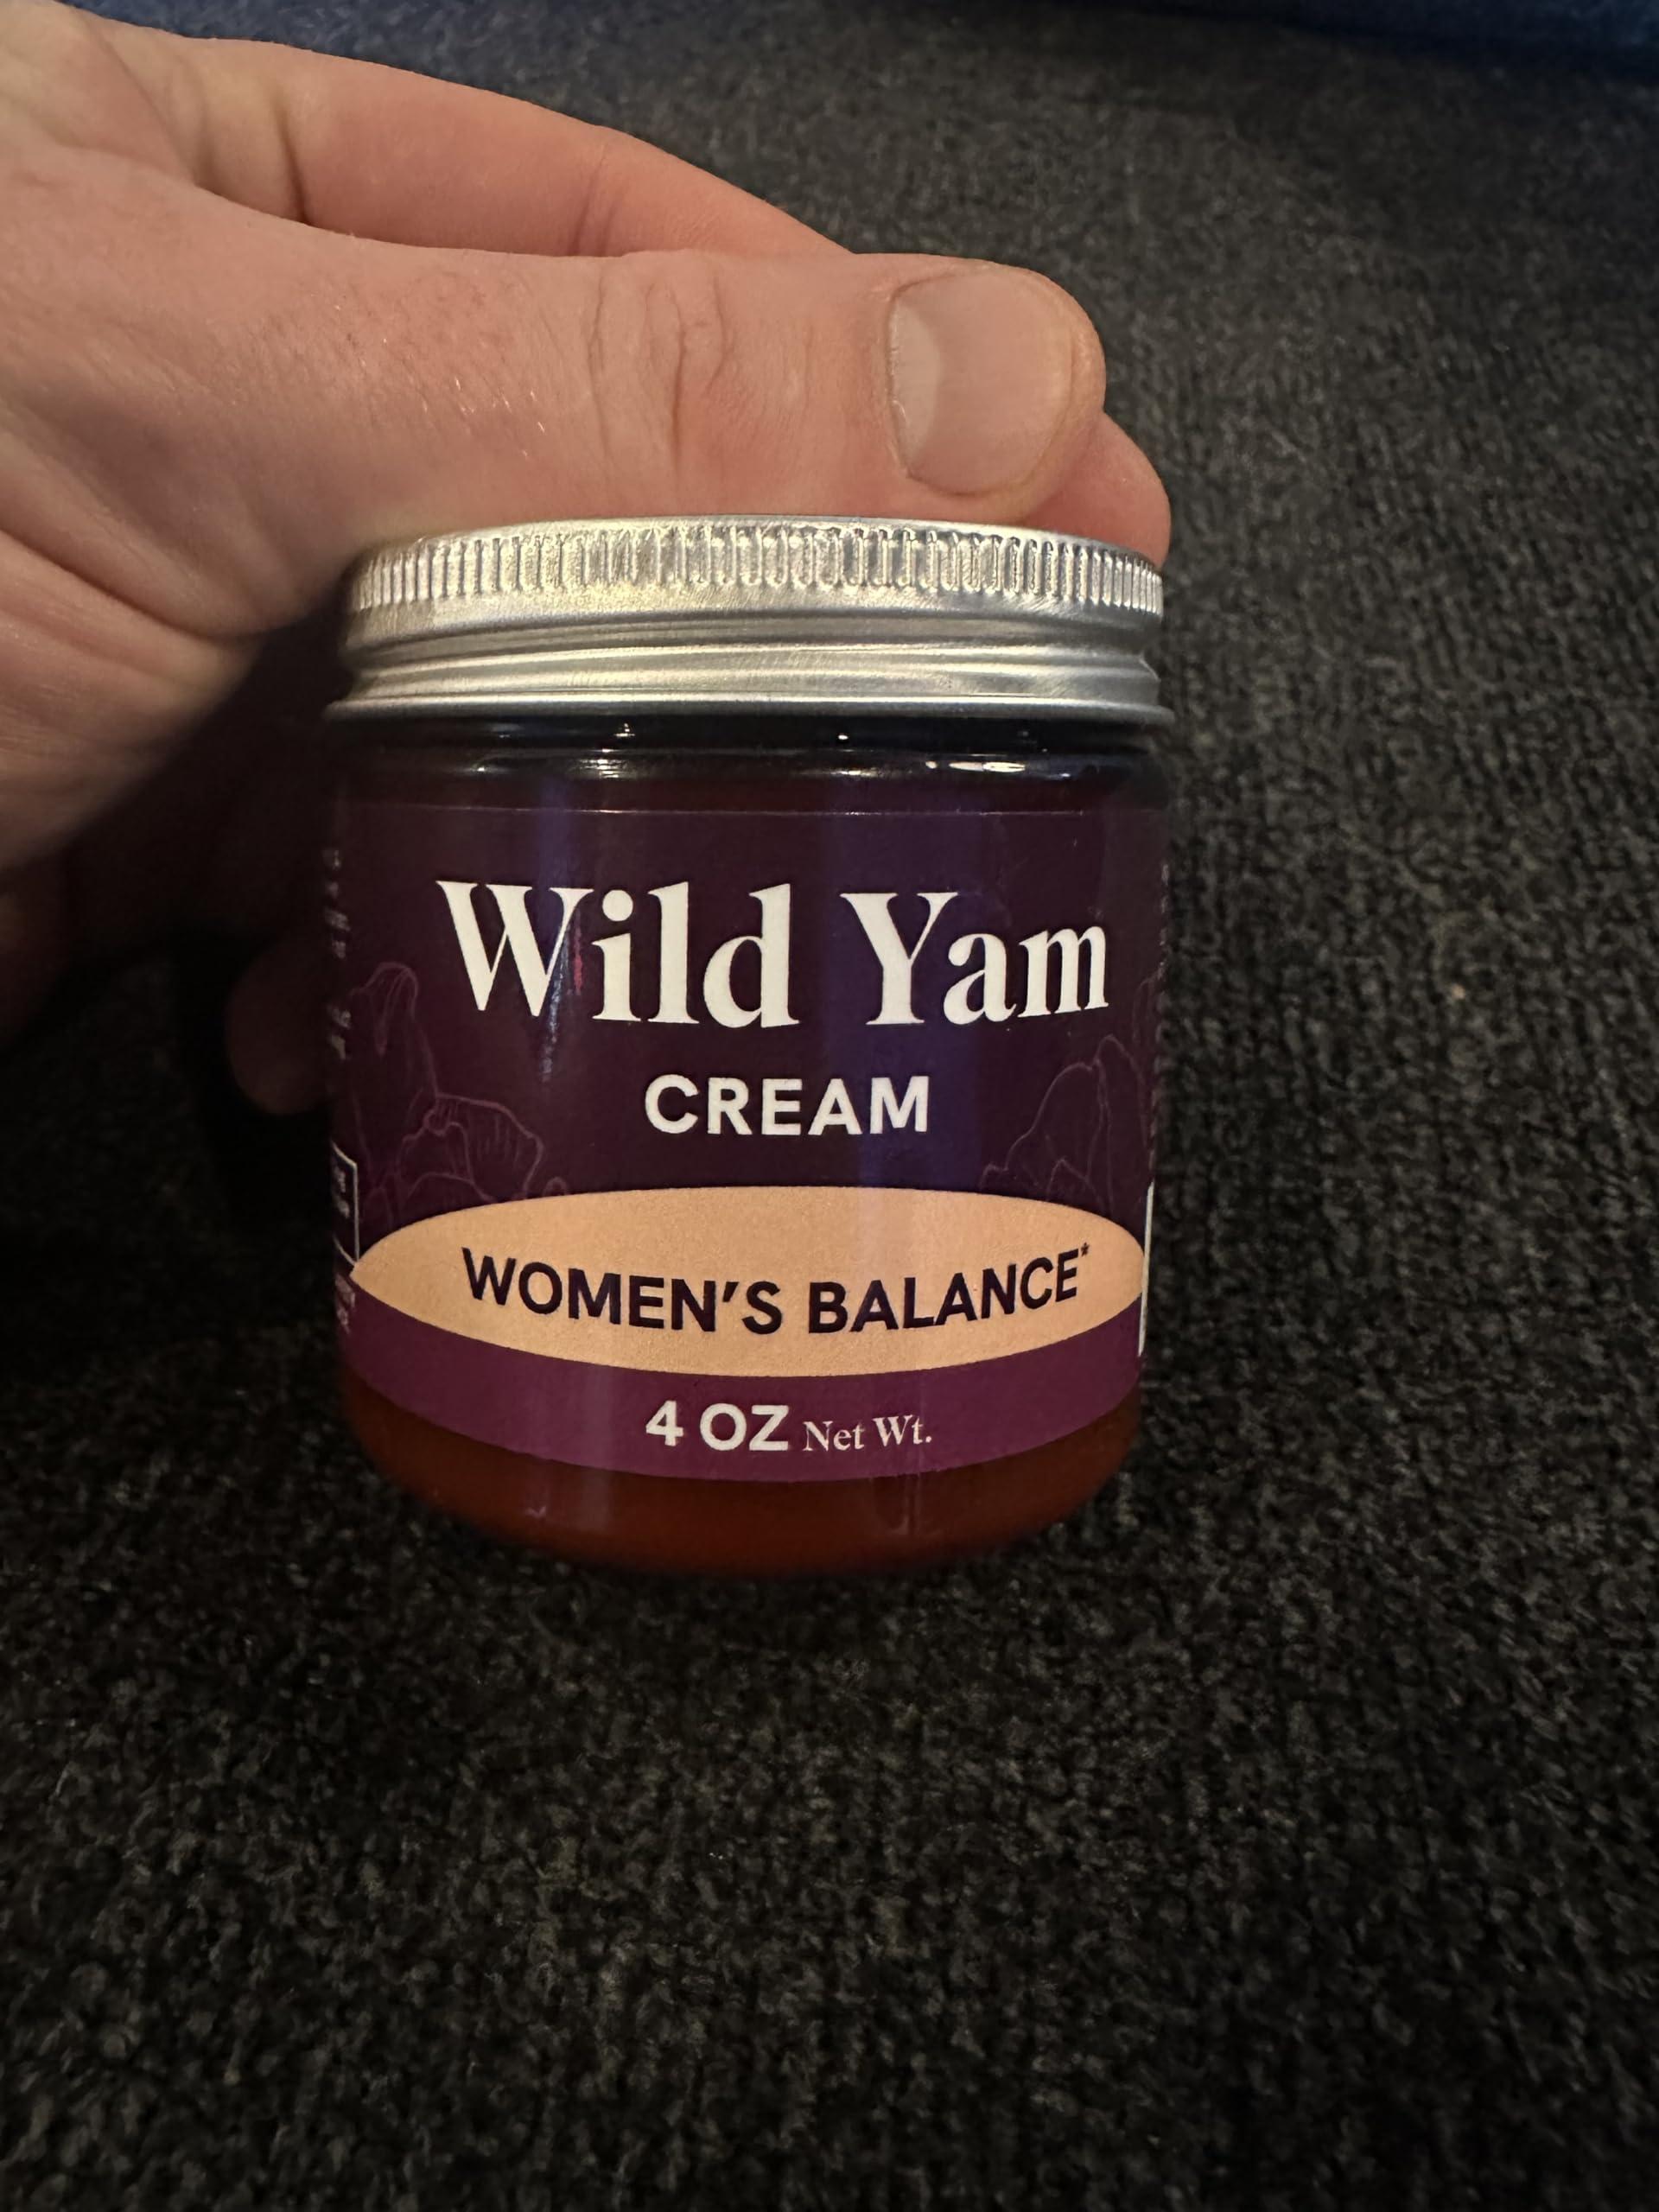 Wild Yam
CREAM
WOMEN'S BALANCE*
4 OZ Net Wt.